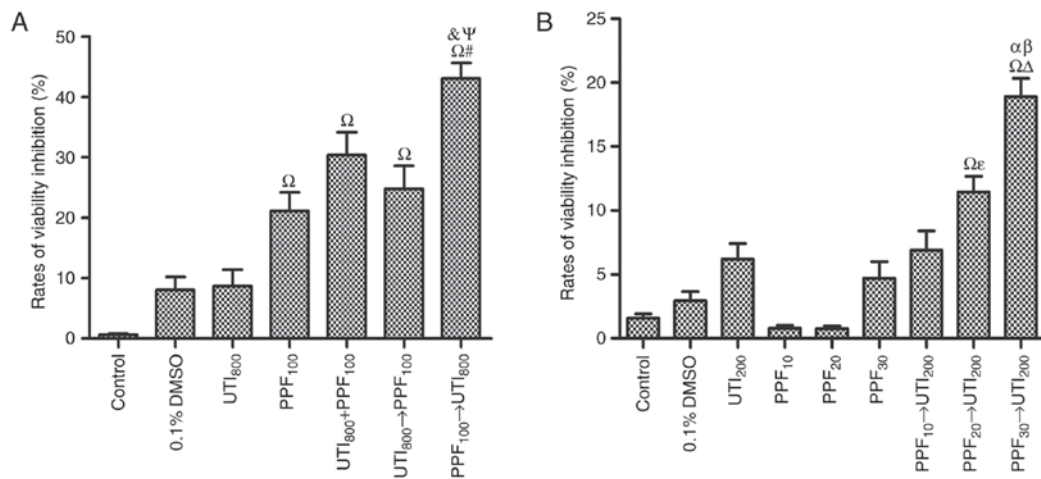 A
Rates of viability inhibition (%)
50
40
30
20
10
0
&Ψ
Ω#
Ω
Ω
Ω
Control
0.1% DMSO
UTI₈₀₀
PPF₁₀₀
UTI₈₀₀+PPF₁₀₀
UTI₈₀₀→PPF₁₀₀
PPF₁₀₀→UTI₈₀₀
B
Rates of viability inhibition (%)
25
20
15
10
5
0
αβ
ΩΔ
Ωε
Control
0.1% DMSO
UTI₂₀₀
PPF₁₀
PPF₂₀
PPF₃₀
PPF₁₀→UTI₂₀₀
PPF₂₀→UTI₂₀₀
PPF₃₀→UTI₂₀₀